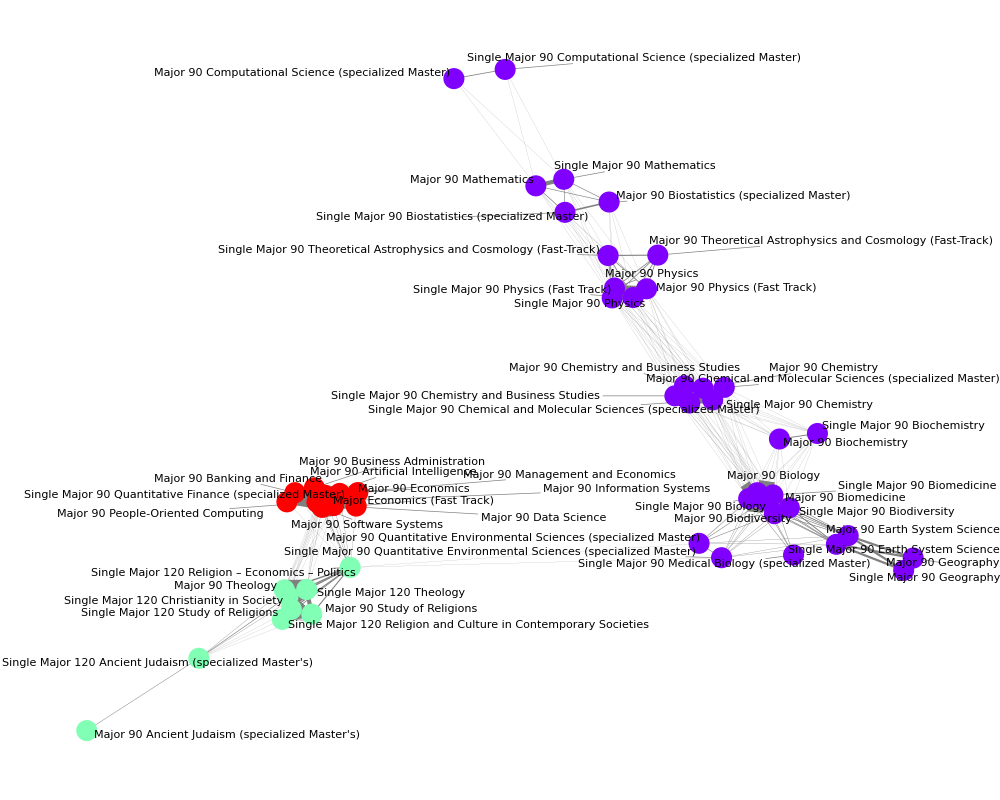 Single Major 90 Computational Science (specialized Master)
Major 90 Computational Science (specialized Master)
Single Major 90 Mathematics
Major 90 Mathematics
Major 90 Biostatistics (specialized Master)
Single Major 90 Biostatistics (specialized Master)
Major 90 Theoretical Astrophysics and Cosmology (Fast-Track)
Single Major 90 Theoretical Astrophysics and Cosmology (Fast-Track)
Major 90 Physics
Single Major 90 Physics (Fast Track)
Major 90 Physics (Fast Track)
Single Major 90 Physics
Major 90 Chemistry and Business Studies
Major 90 Chemistry
Major 90 Chemical and Molecular Sciences (specialized Master)
Single Major 90 Chemistry and Business Studies
Single Major 90 Chemistry
Single Major 90 Chemical and Molecular Sciences (specialized Master)
Single Major 90 Biochemistry
Major 90 Biochemistry
Major 90 Business Administration
Major 90 Artificial Intelligence
Major 90 Management and Economics
Major 90 Biology
Major 90 Banking and Finance
Single Major 90 Biomedicine
Major 90 Economics
Major 90 Information Systems
Single Major 90 Quantitative Finance (specialized Master)
Major 90 Biomedicine
Major 90 Economics (Fast Track)
Single Major 90 Biology
Single Major 90 Biodiversity
Major 90 People-Oriented Computing
Major 90 Data Science
Major 90 Biodiversity
Major 90 Software Systems
Major 90 Earth System Science
Major 90 Quantitative Environmental Sciences (specialized Master)
Single Major 90 Quantitative Environmental Sciences (specialized Master)
Single Major 90 Earth System Science
Single Major 90 Medical Biology (specialized Master)
Major 90 Geography
Single Major 120 Religion – Economics – Politics
Single Major 90 Geography
Major 90 Theology
Single Major 120 Theology
Single Major 120 Christianity in Society
Major 90 Study of Religions
Single Major 120 Study of Religions
Single Major 120 Religion and Culture in Contemporary Societies
Single Major 120 Ancient Judaism (specialized Master's)
Major 90 Ancient Judaism (specialized Master's)